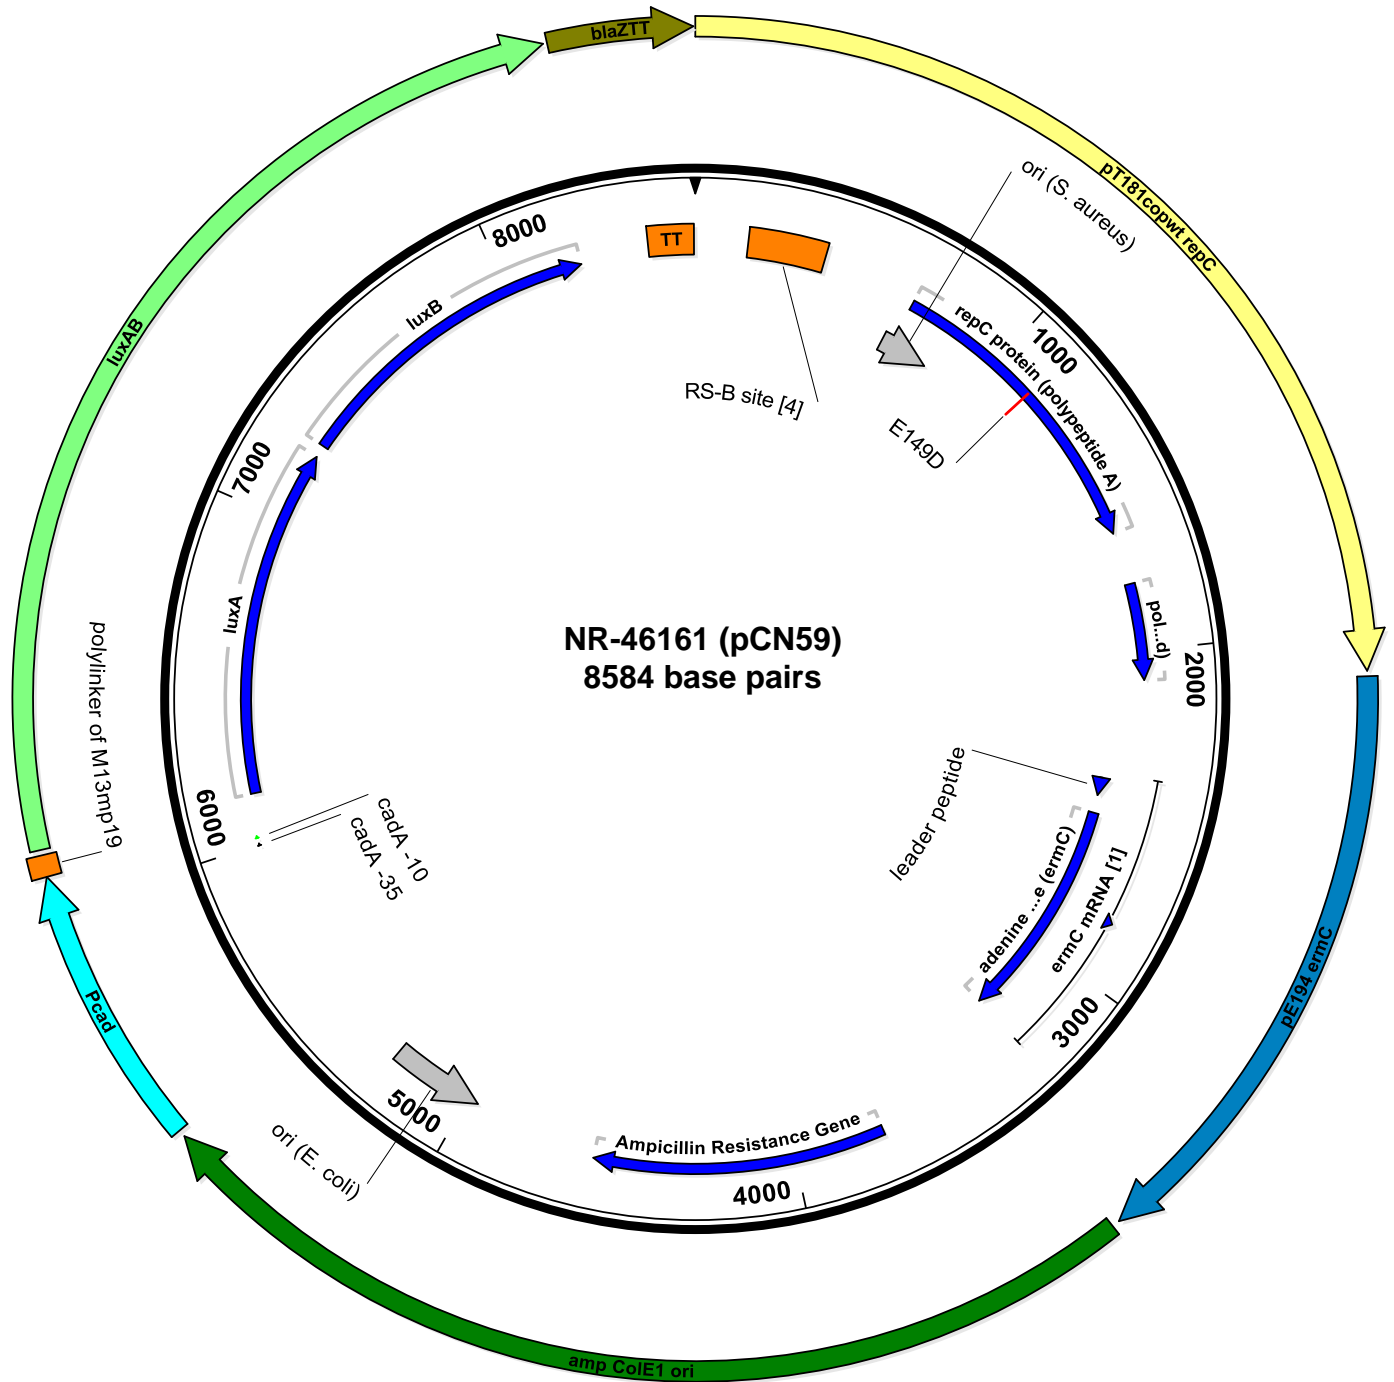 blaZTT
pT181copwt repC
ori (S. aureus)
8000
TT
luxB
repC protein (polypeptide A)
1000
RS-B site [4]
E149D
luxAB
7000
luxA
pol...d)
2000
NR-46161 (pCN59)
8584 base pairs
polylinker of M13mp19
6000
cadA -10
cadA -35
leader peptide
adenine ...e (ermC)
ermC mRNA [1]
pE194 ermC
3000
Pcad
5000
ori (E. coli)
Ampicillin Resistance Gene
4000
amp ColE1 ori